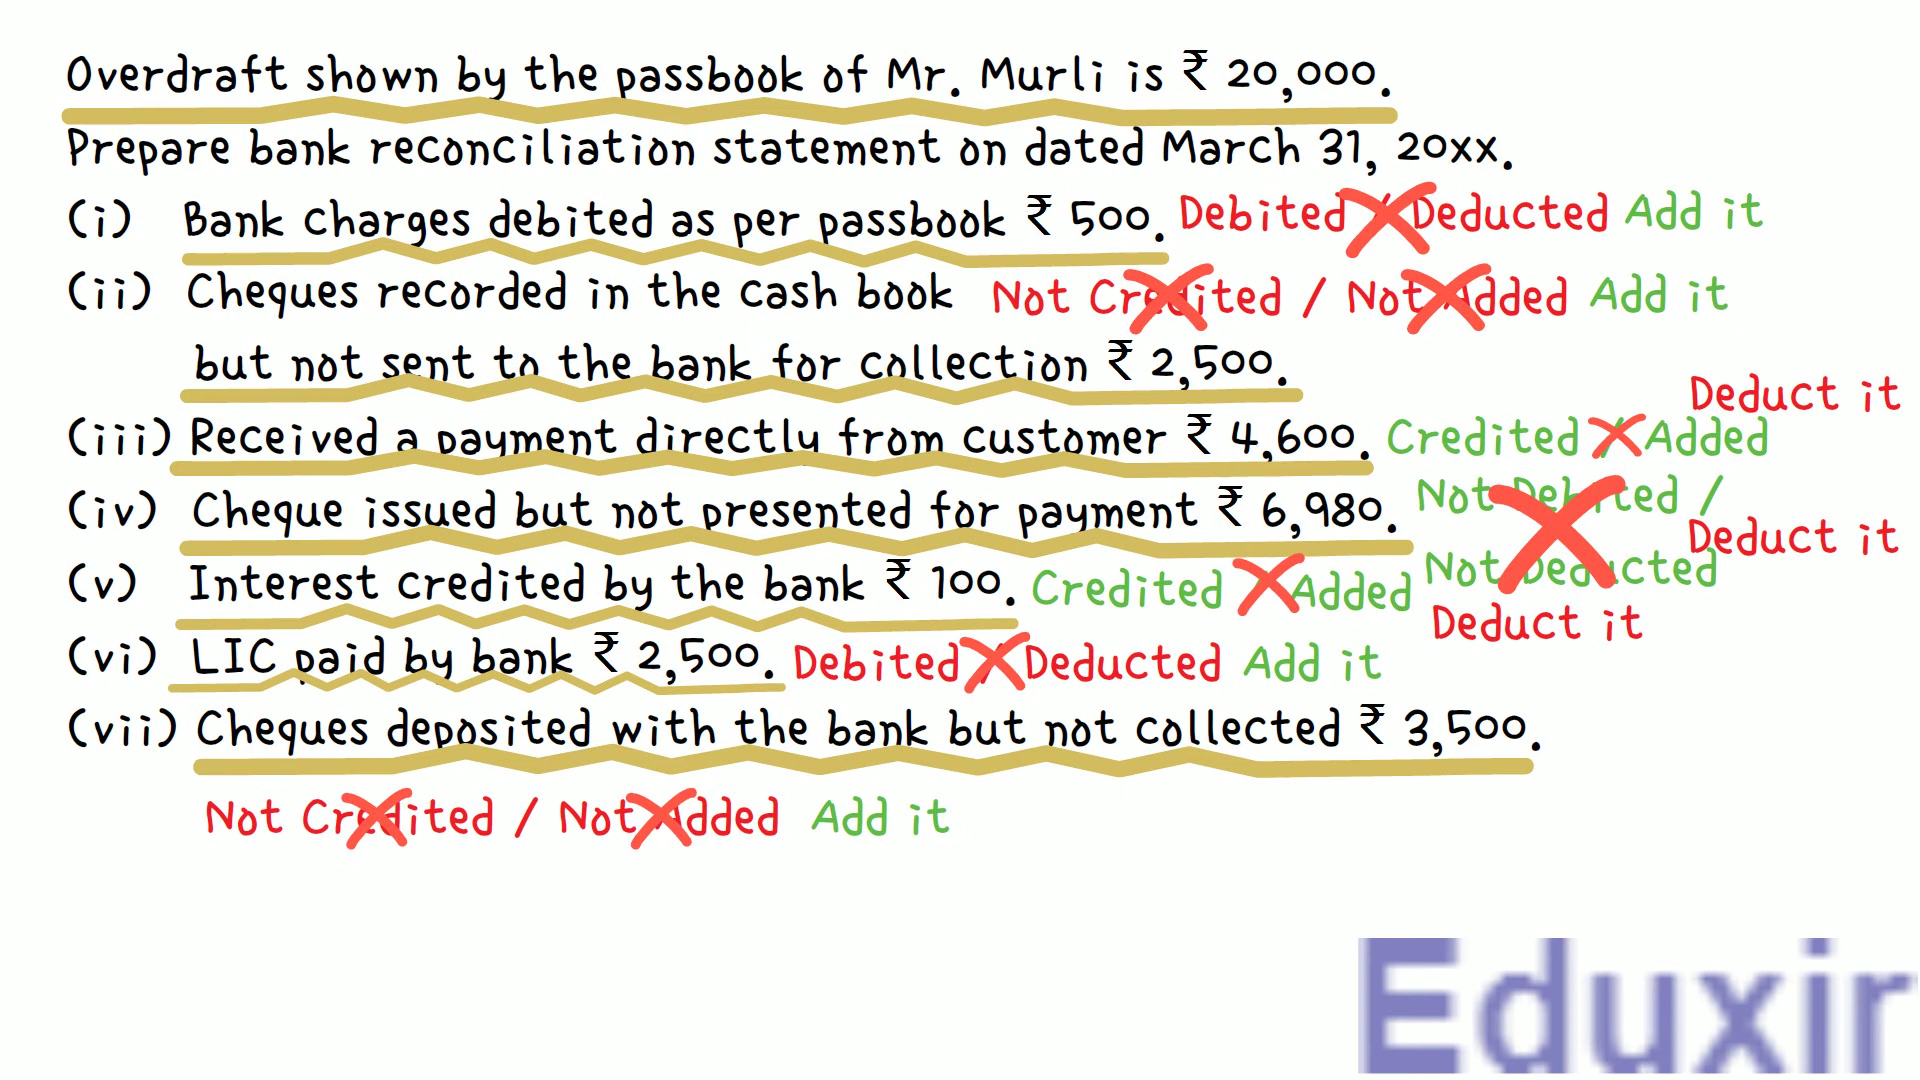 Overdraft shown by the passbook of Mr. Murli is ₹ 20,000.
Prepare bank reconciliation statement on dated March 31, 20xx.
(i) Bank charges debited as per passbook ₹ 500. Debited / Deducted Add it
(ii) Cheques recorded in the cash book Not Credited / Not Added Add it
but not sent to the bank for collection ₹ 2,500.
Deduct it
(iii) Received a payment directly from customer ₹ 4,600. Credited / Added
(iv) Cheque issued but not presented for payment ₹ 6,980. Not Debited /
Not Deducted Deduct it
(v) Interest credited by the bank ₹ 100. Credited Added
Deduct it
(vi) LIC paid by bank ₹ 2,500. Debited / Deducted Add it
(vii) Cheques deposited with the bank but not collected ₹ 3,500.
Not Credited / Not Added Add it
Eduxir